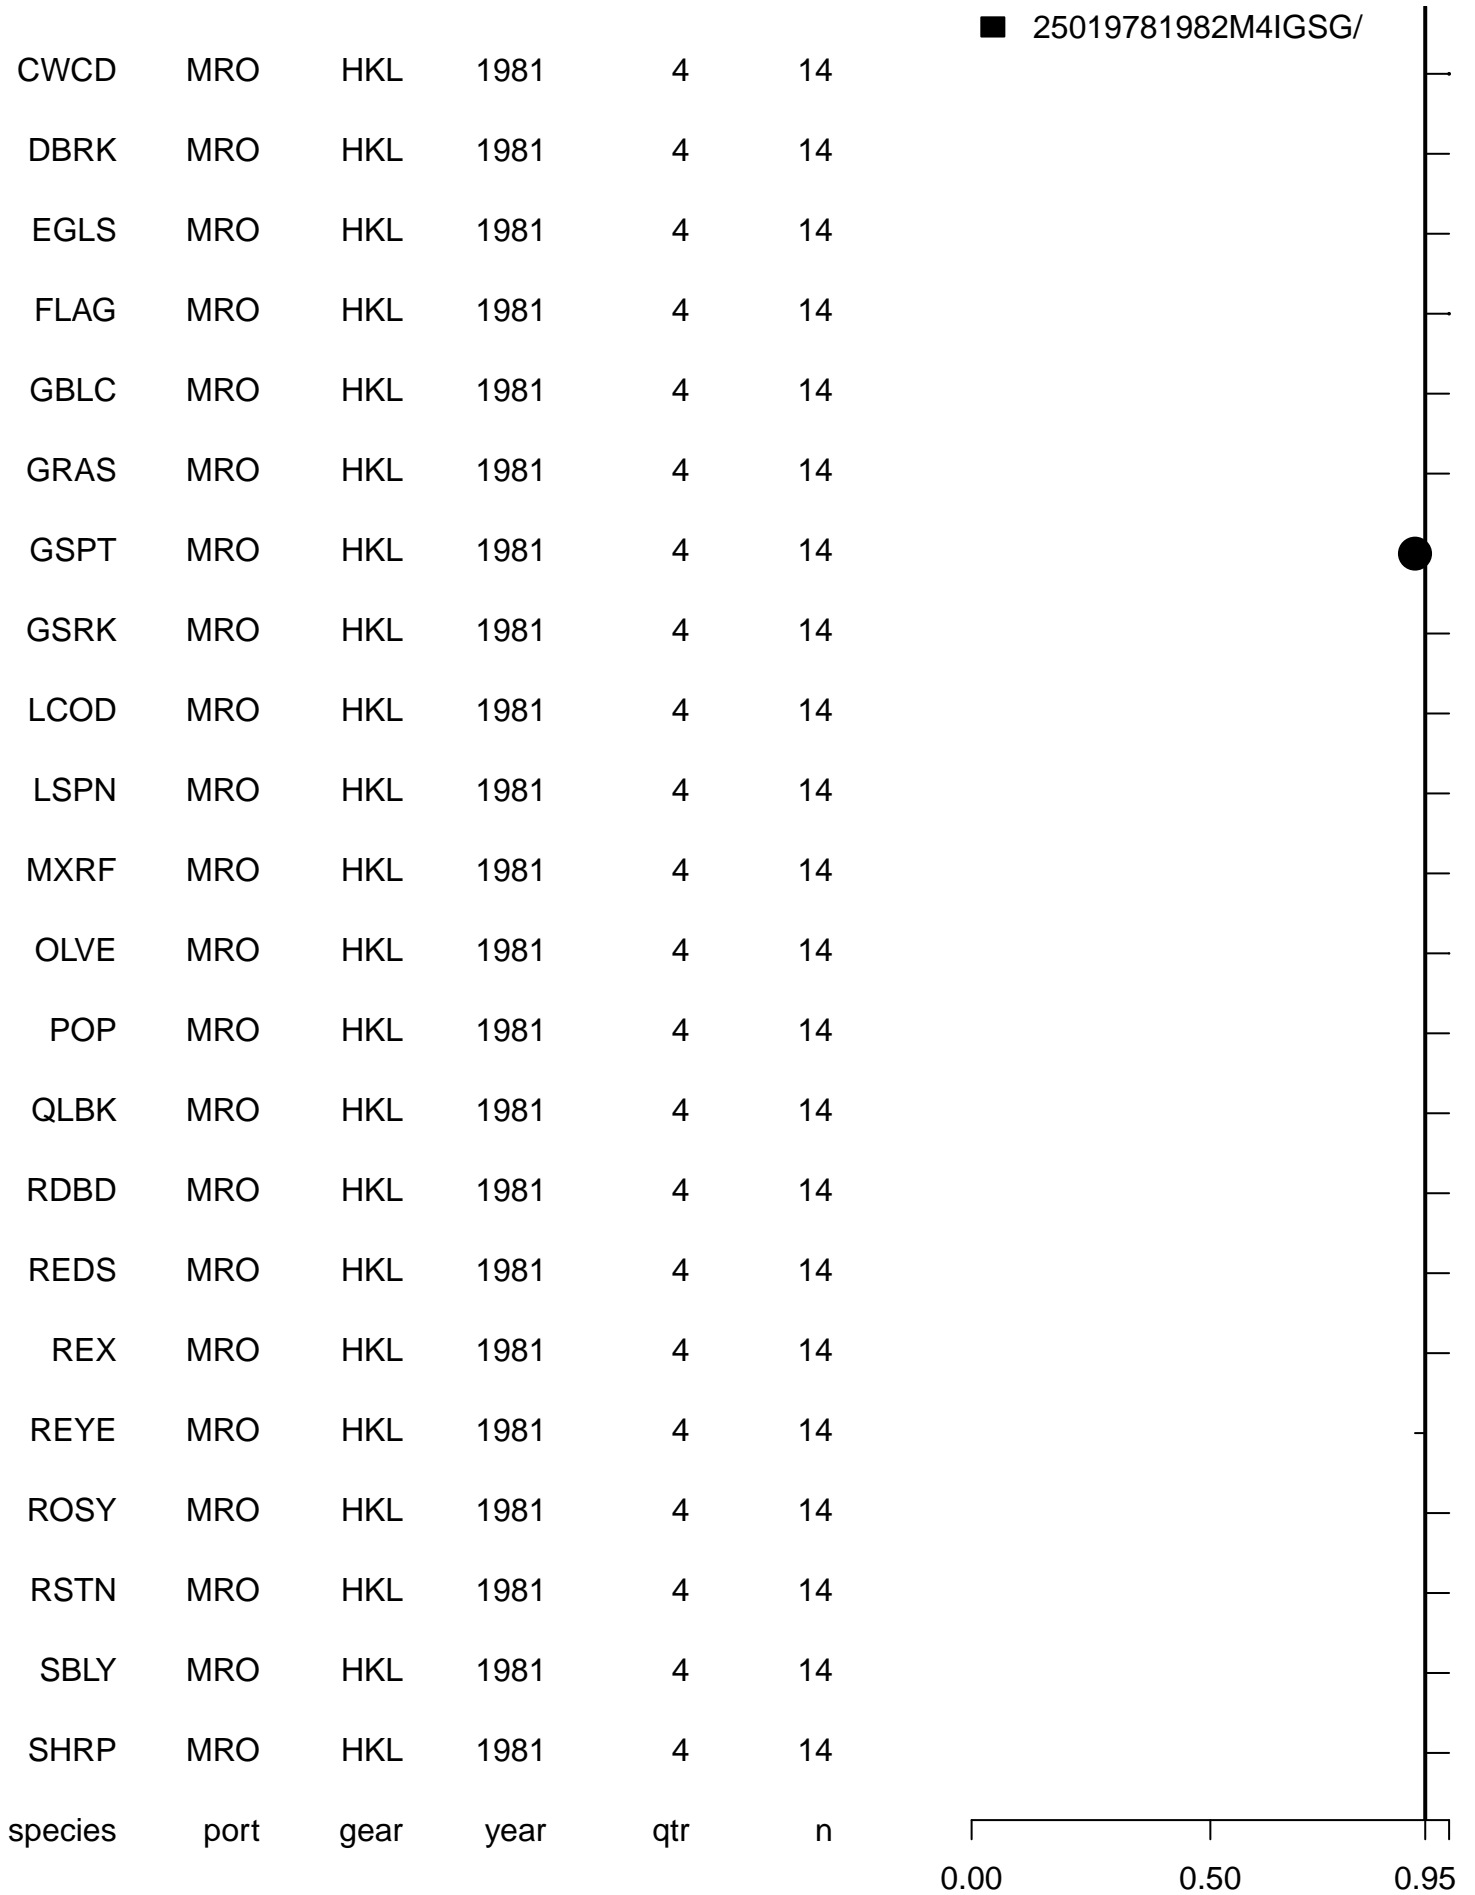 25019781982M4IGSG/
CWCD MRO HKL 1981 4 14
DBRK MRO HKL 1981 4 14
EGLS MRO HKL 1981 4 14
FLAG MRO HKL 1981 4 14
GBLC MRO HKL 1981 4 14
GRAS MRO HKL 1981 4 14
GSPT MRO HKL 1981 4 14
GSRK MRO HKL 1981 4 14
LCOD MRO HKL 1981 4 14
LSPN MRO HKL 1981 4 14
MXRF MRO HKL 1981 4 14
OLVE MRO HKL 1981 4 14
POP MRO HKL 1981 4 14
QLBK MRO HKL 1981 4 14
RDBD MRO HKL 1981 4 14
REDS MRO HKL 1981 4 14
REX MRO HKL 1981 4 14
REYE MRO HKL 1981 4 14
ROSY MRO HKL 1981 4 14
RSTN MRO HKL 1981 4 14
SBLY MRO HKL 1981 4 14
SHRP MRO HKL 1981 4 14
species port gear year qtr n
0.00 0.50 0.95